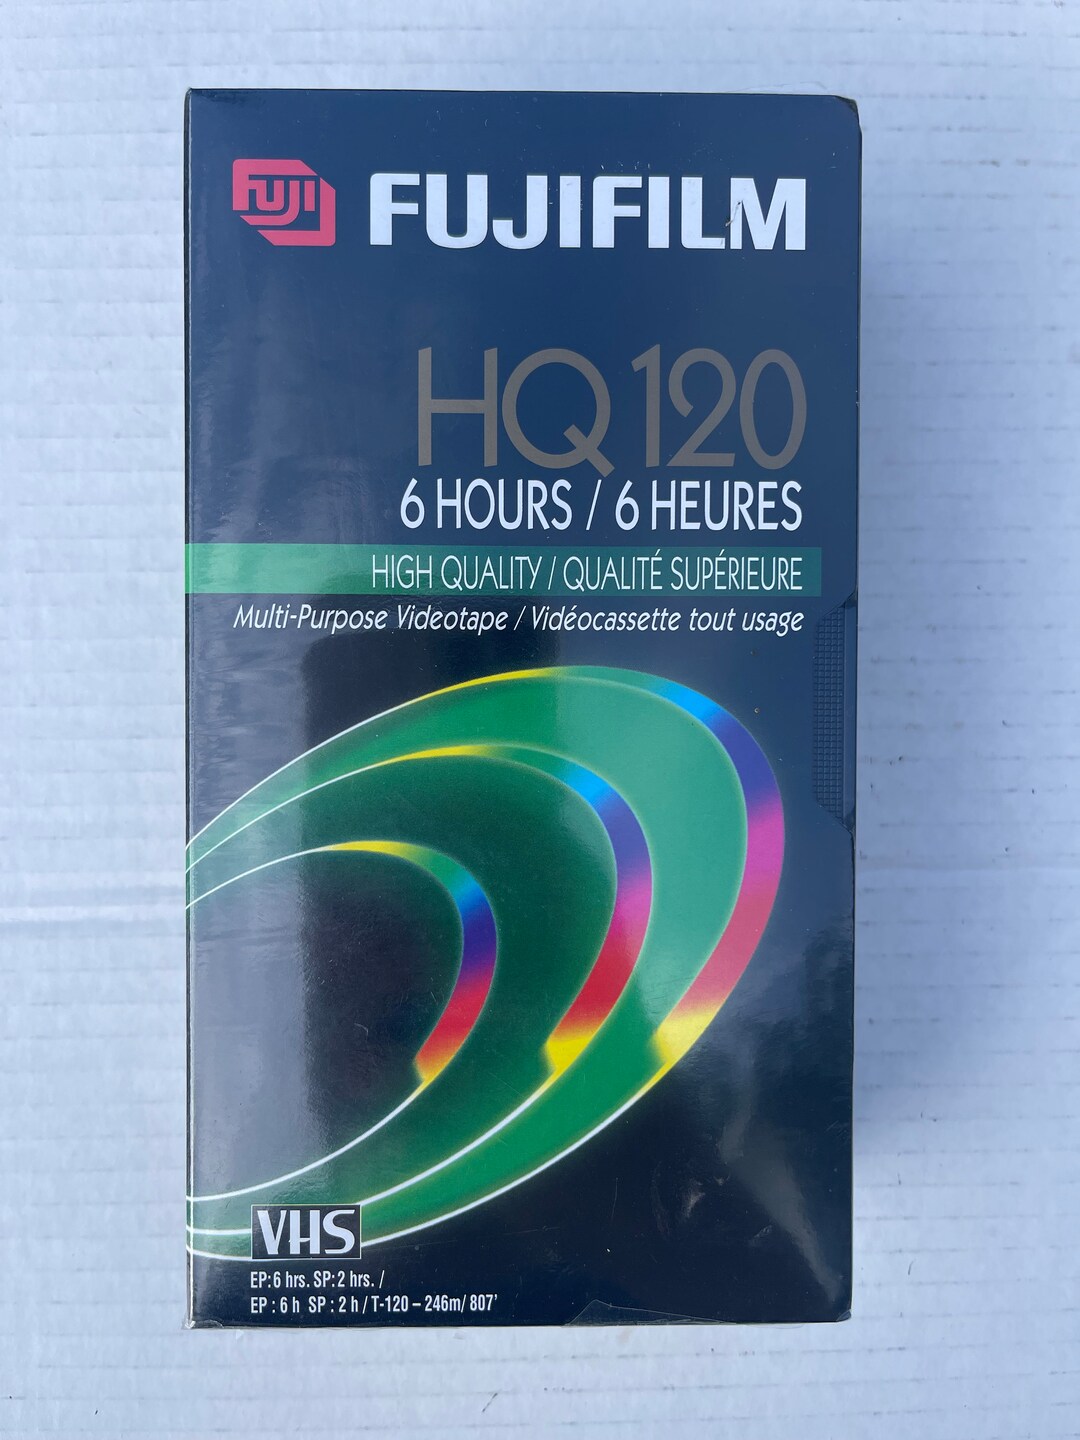 FUJI FUJIFILM
HQ 120
6 HOURS / 6 HEURES
HIGH QUALITY / QUALITÉ SUPÉRIEURE
Multi-Purpose Videotape / Vidéocassette tout usage
VHS
EP: 6 hrs. SP: 2 hrs. /
EP : 6 h SP : 2 h / T-120 – 246m/ 807'